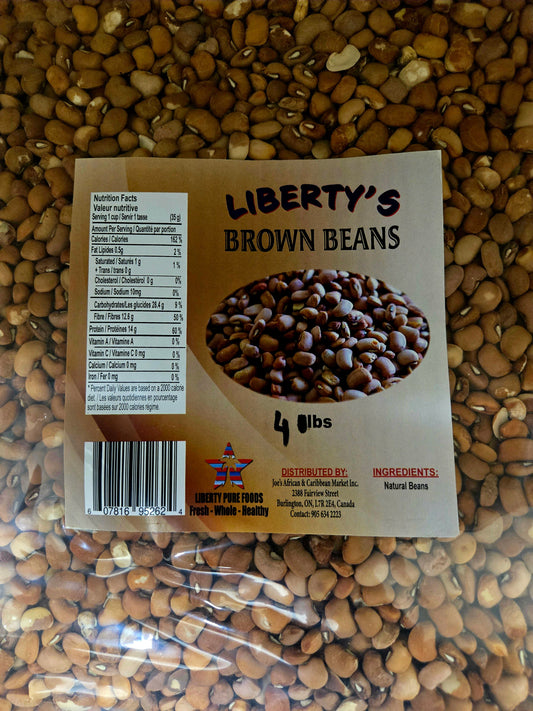 Nutrition Facts
Valeur nutritive
Serving 1 cup / Servir 1 tasse (35 g)
Amount Per Serving / Quantité par portion
Calories / Calories 162 %
Fat Lipides 0.5g 2 %
Saturated / Saturés 1 g
+ Trans / trans 0 g 1 %
Cholesterol / Cholestérol 0 g 0%
Sodium / Sodium 10mg 0%
Carbohydrates/Les glucides 28.4 g 9 %
Fibre / Fibres 12.6 g 50 %
Protein / Protéines 14 g 60 %
Vitamin A / Vitamine A 0 %
Vitamin C / Vitamine C 0 mg 0 %
Calcium / Calcium 0 mg 0 %
Iron / Fer 0 mg 0 %
* Percent Daily Values are based on a 2000 calorie
diet / Les valeurs quotidiennes en pourcentage
sont basées sur 2000 calories régime.
LIBERTY'S
BROWN BEANS
4 lbs
6 07816 95262 4
LIBERTY PURE FOODS
Fresh - Whole - Healthy
DISTRIBUTED BY:
Joe's African & Caribbean Market Inc.
2388 Fairview Street
Burlington, ON, L7R 2E4, Canada
Contact: 905 634 2223
INGREDIENTS:
Natural Beans